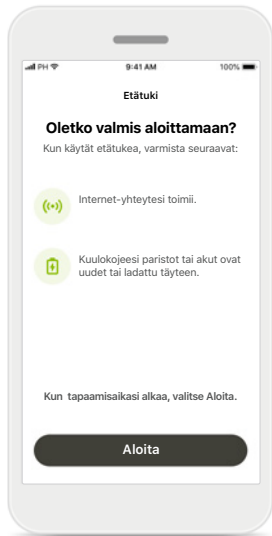 PH 9:41 AM 100%
Etätuki
Oletko valmis aloittamaan?
Kun käytät etätukea, varmista seuraavat:
Internet-yhteytesi toimii.
Kuulokojeesi paristot tai akut ovat
uudet tai ladattu täyteen.
Kun tapaamisaikasi alkaa, valitse Aloita.
Aloita